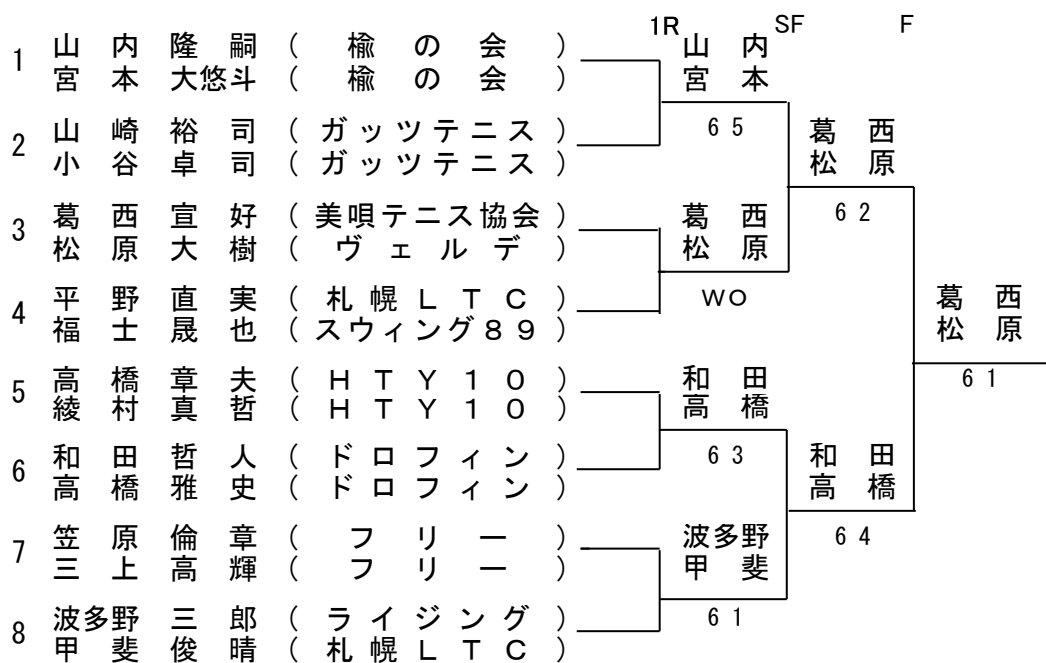 1R SF F
1 山 内 隆 嗣 ( 楡 の 会 ) 山 内
宮 本 大悠斗 ( 楡 の 会 ) 宮 本
6 5
2 山 崎 裕 司 ( ガッツテニス ) 葛 西
小 谷 卓 司 ( ガッツテニス ) 松 原
3 葛 西 宣 好 ( 美唄テニス協会 ) 葛 西 6 2
松 原 大 樹 ( ヴ ェ ル デ ) 松 原
4 平 野 直 実 ( 札 幌 L T C ) WO 葛 西
福 士 晟 也 ( スウィング89 ) 松 原
5 高 橋 章 夫 ( H T Y 1 0 ) 和 田 6 1
綾 村 真 哲 ( H T Y 1 0 ) 高 橋
6 和 田 哲 人 ( ド ロ フ ィ ン ) 6 3 和 田
高 橋 雅 史 ( ド ロ フ ィ ン ) 高 橋
7 笠 原 倫 章 ( フ リ ー ) 波多野 6 4
三 上 高 輝 ( フ リ ー ) 甲 斐
8 波多野 三 郎 ( ラ イ ジ ン グ ) 6 1
甲 斐 俊 晴 ( 札 幌 L T C )